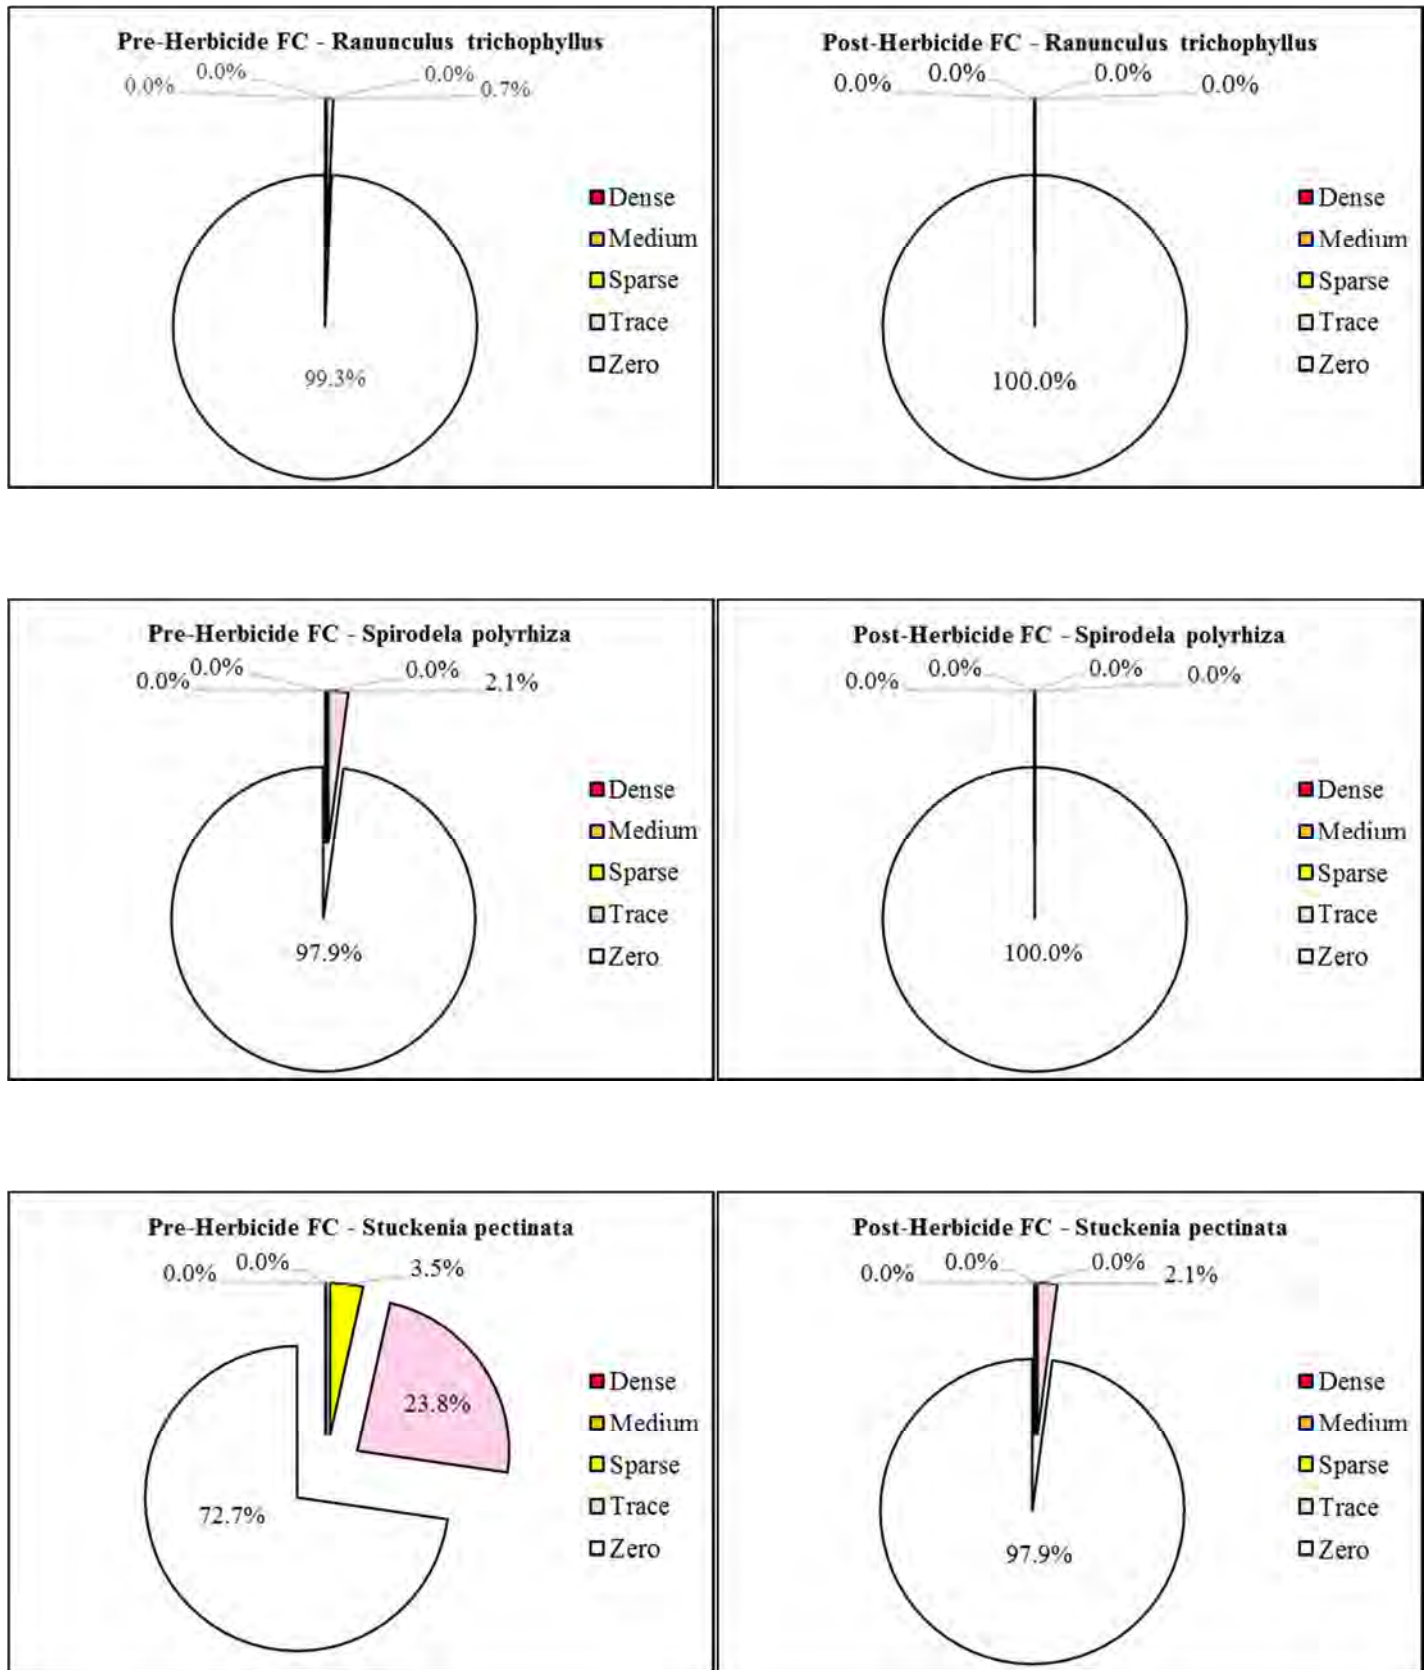 Pre-Herbicide FC - Ranunculus trichophyllus
0.0%
0.0%
0.0%
0.7%
99.3%
Dense
Medium
Sparse
Trace
Zero
Post-Herbicide FC - Ranunculus trichophyllus
0.0%
0.0%
0.0%
0.0%
100.0%
Dense
Medium
Sparse
Trace
Zero
Pre-Herbicide FC - Spirodela polyrhiza
0.0%
0.0%
0.0%
2.1%
97.9%
Dense
Medium
Sparse
Trace
Zero
Post-Herbicide FC - Spirodela polyrhiza
0.0%
0.0%
0.0%
0.0%
100.0%
Dense
Medium
Sparse
Trace
Zero
Pre-Herbicide FC - Stuckenia pectinata
0.0%
0.0%
3.5%
23.8%
72.7%
Dense
Medium
Sparse
Trace
Zero
Post-Herbicide FC - Stuckenia pectinata
0.0%
0.0%
0.0%
2.1%
97.9%
Dense
Medium
Sparse
Trace
Zero